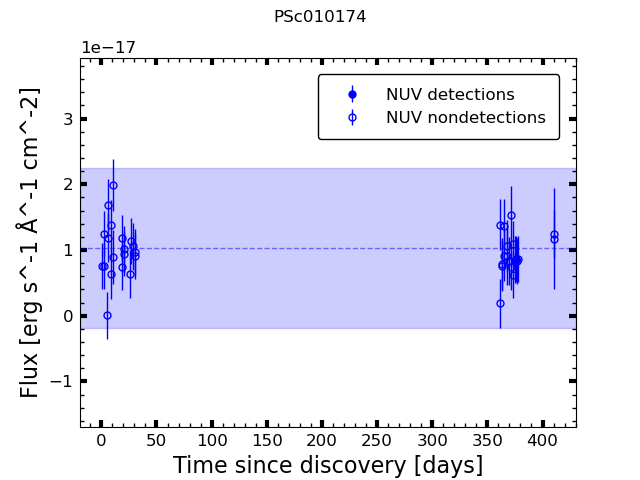 PSc010174
1e−17
NUV detections
NUV nondetections
3
2
1
0
−1
Flux [erg s^-1 Å^-1 cm^-2]
0 50 100 150 200 250 300 350 400
Time since discovery [days]